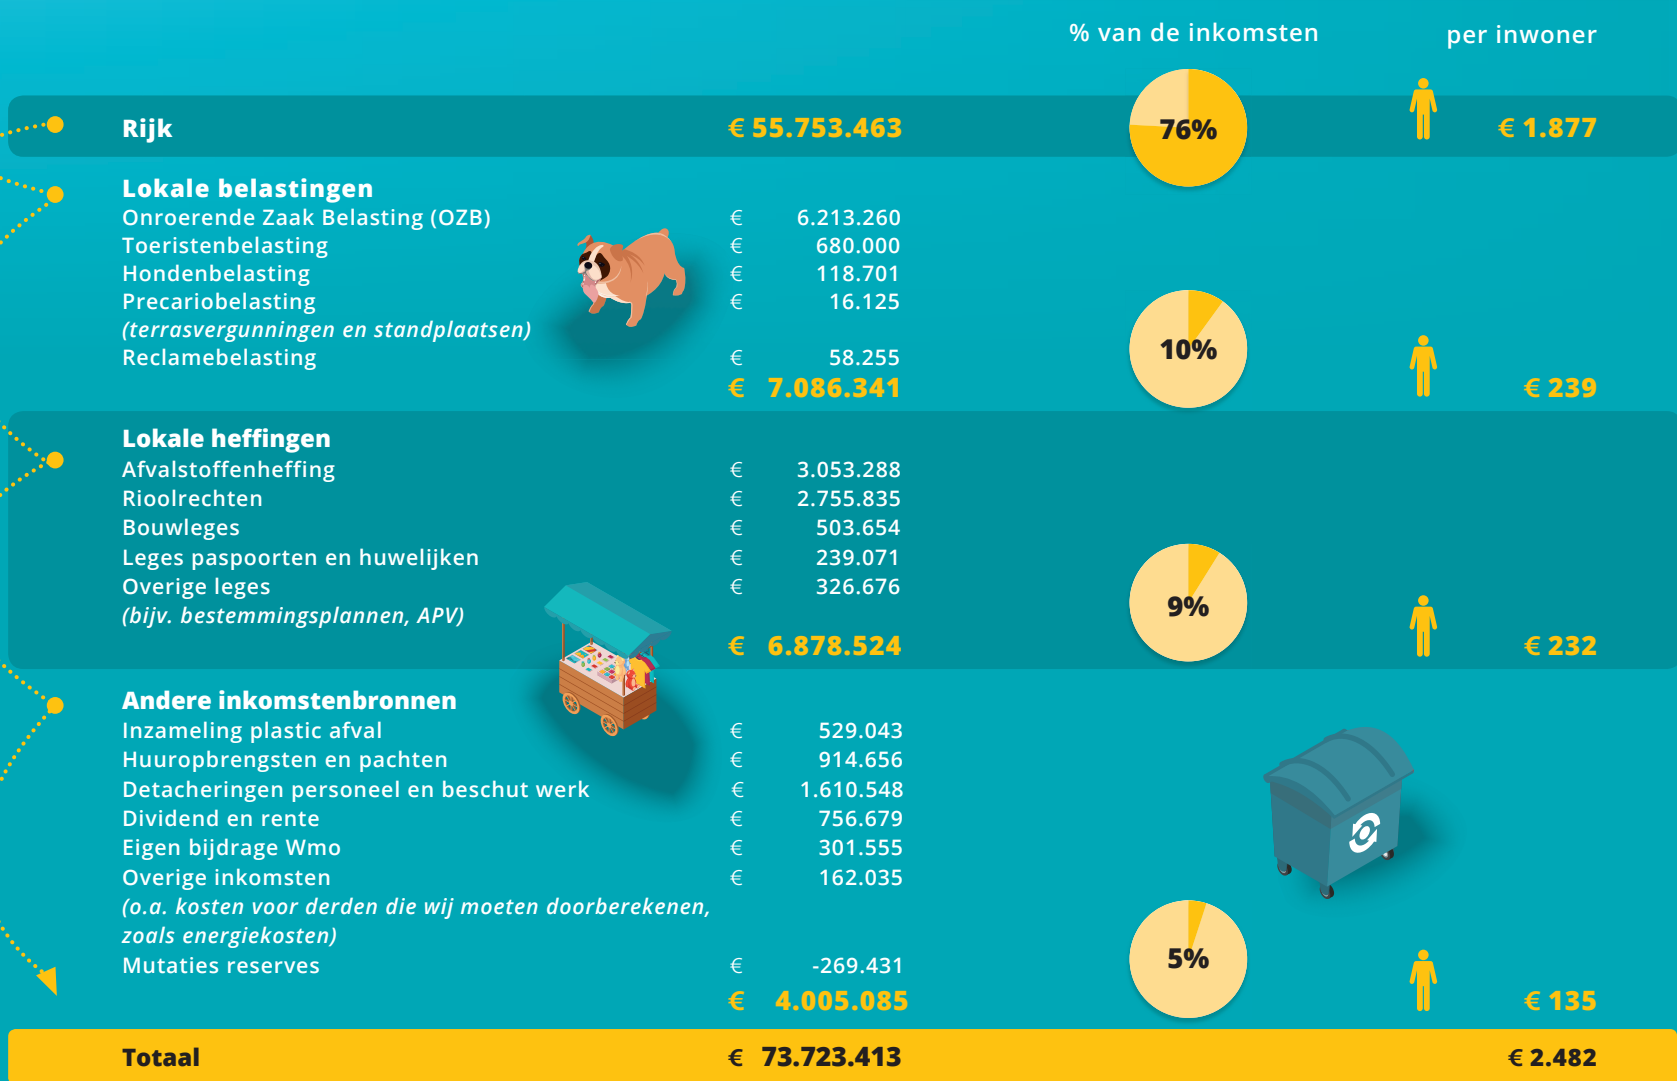 % van de inkomsten per inwoner
Rijk € 55.753.463 76% € 1.877
Lokale belastingen
Onroerende Zaak Belasting (OZB) € 6.213.260
Toeristenbelasting € 680.000
Hondenbelasting € 118.701
Precariobelasting € 16.125
(terrasvergunningen en standplaatsen)
Reclamebelasting € 58.255
10%
€ 7.086.341 € 239
Lokale heffingen
Afvalstoffenheffing € 3.053.288
Rioolrechten € 2.755.835
Bouwleges € 503.654
Leges paspoorten en huwelijken € 239.071
Overige leges € 326.676
(bijv. bestemmingsplannen, APV)
9%
€ 6.878.524 € 232
Andere inkomstenbronnen
Inzameling plastic afval € 529.043
Huuropbrengsten en pachten € 914.656
Detacheringen personeel en beschut werk € 1.610.548
Dividend en rente € 756.679
Eigen bijdrage Wmo € 301.555
Overige inkomsten € 162.035
(o.a. kosten voor derden die wij moeten doorberekenen,
zoals energiekosten)
Mutaties reserves € -269.431 5%
€ 4.005.085 € 135
Totaal € 73.723.413 € 2.482